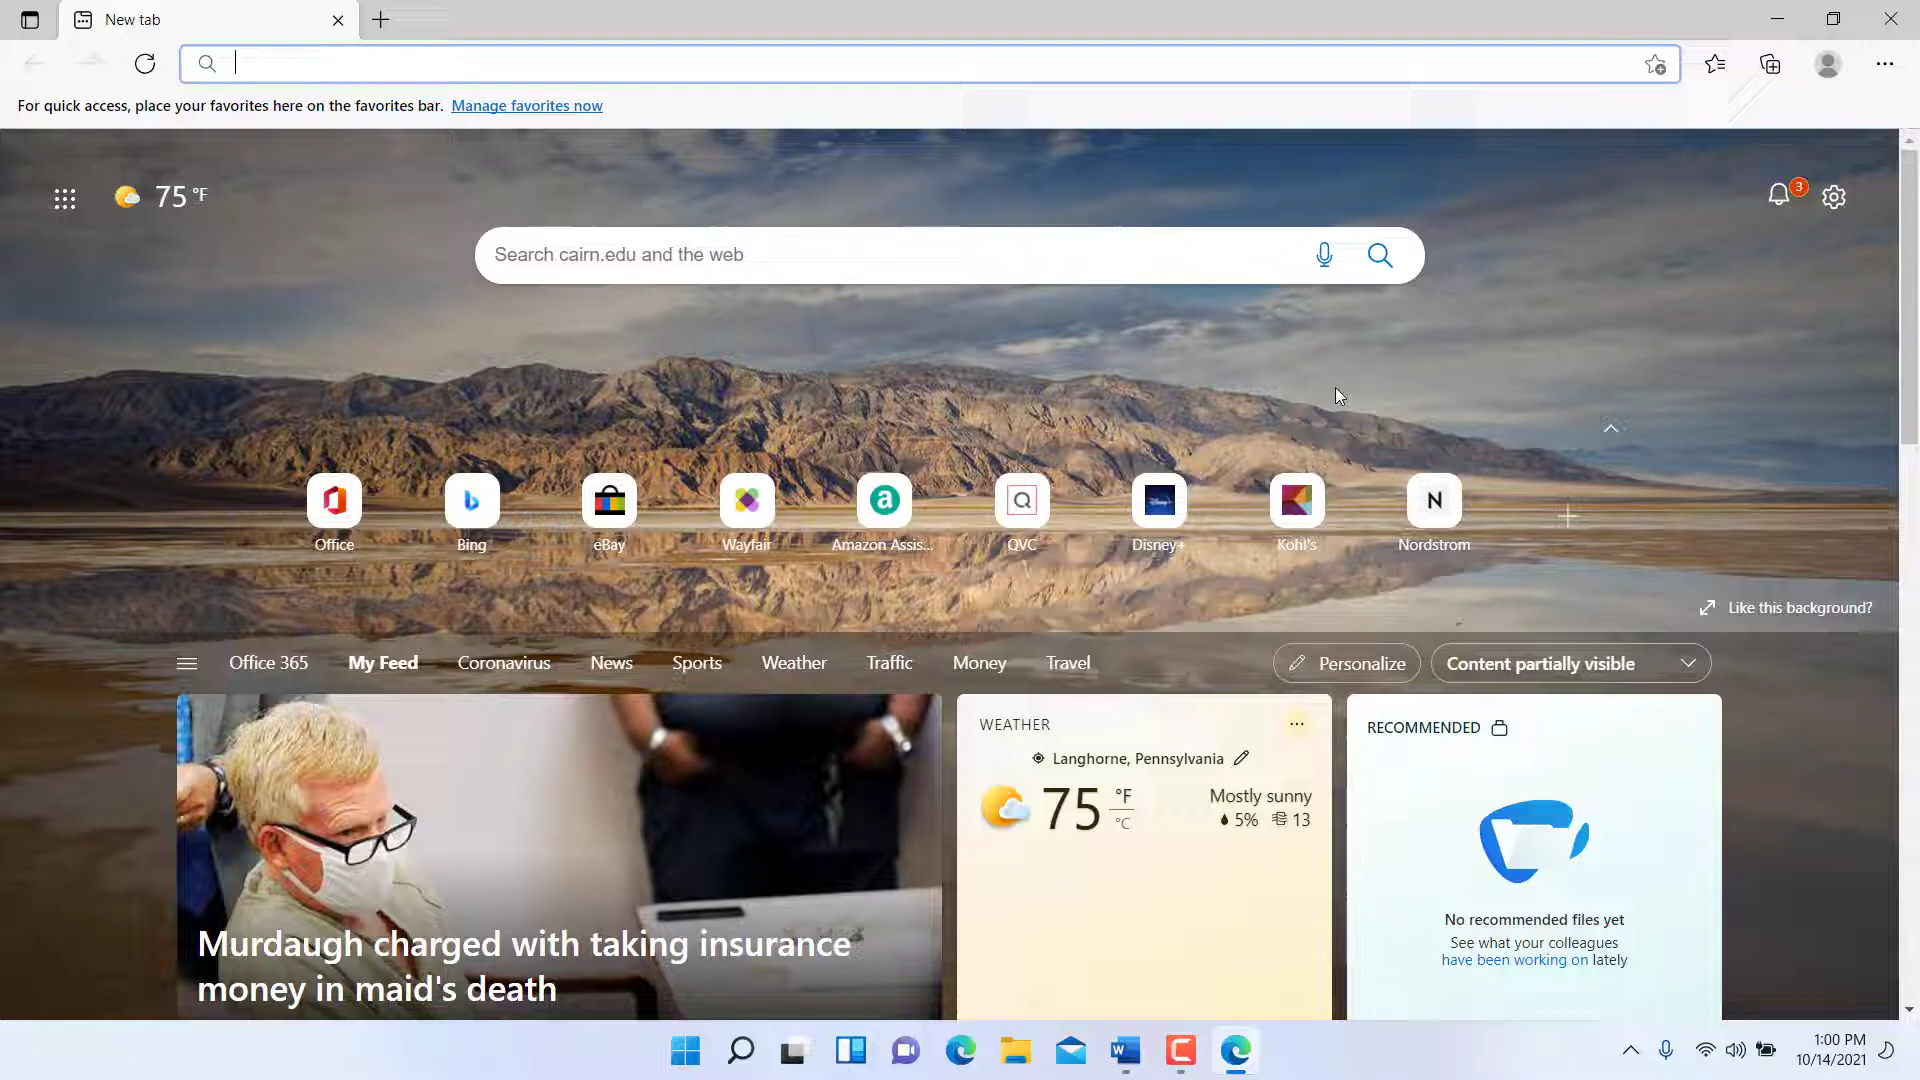 New tab
For quick access, place your favorites here on the favorites bar. Manage favorites now
75 °F
3
Search cairn.edu and the web
Office
Bing
eBay
Wayfair
Amazon Assis...
QVC
Disney+
Kohl's
Nordstrom
Like this background?
Office 365
My Feed
Coronavirus
News
Sports
Weather
Traffic
Money
Travel
Personalize
Content partially visible
Murdaugh charged with taking insurance
money in maid's death
WEATHER
Langhorne, Pennsylvania
75 °F
°C
Mostly sunny
5% 13
RECOMMENDED
No recommended files yet
See what your colleagues
have been working on lately
1:00 PM
10/14/2021